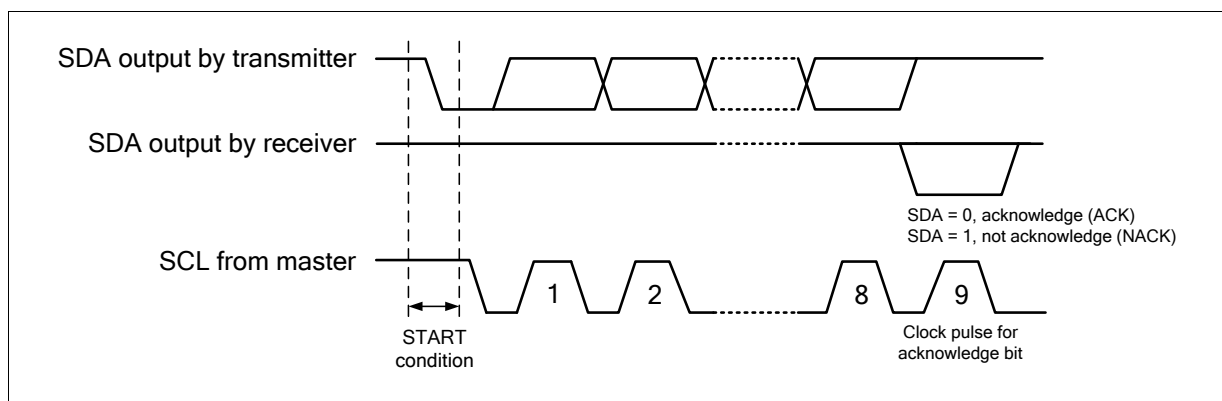 SDA output by transmitter
SDA output by receiver
SDA = 0, acknowledge (ACK)
SDA = 1, not acknowledge (NACK)
SCL from master
1
2
8
9
START
condition
Clock pulse for
acknowledge bit